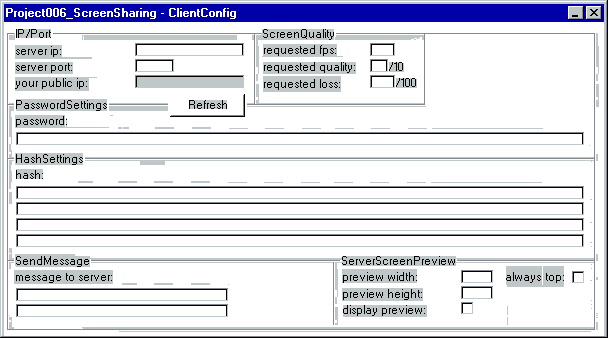 Project006_ScreenSharing - ClientConfig
IP/Port
server ip:
server port:
your public ip:
Refresh
ScreenQuality
requested fps:
requested quality: /10
requested loss: /100
PasswordSettings
password:
HashSettings
hash:
SendMessage
message to server:
ServerScreenPreview
preview width: always top:
preview height:
display preview: